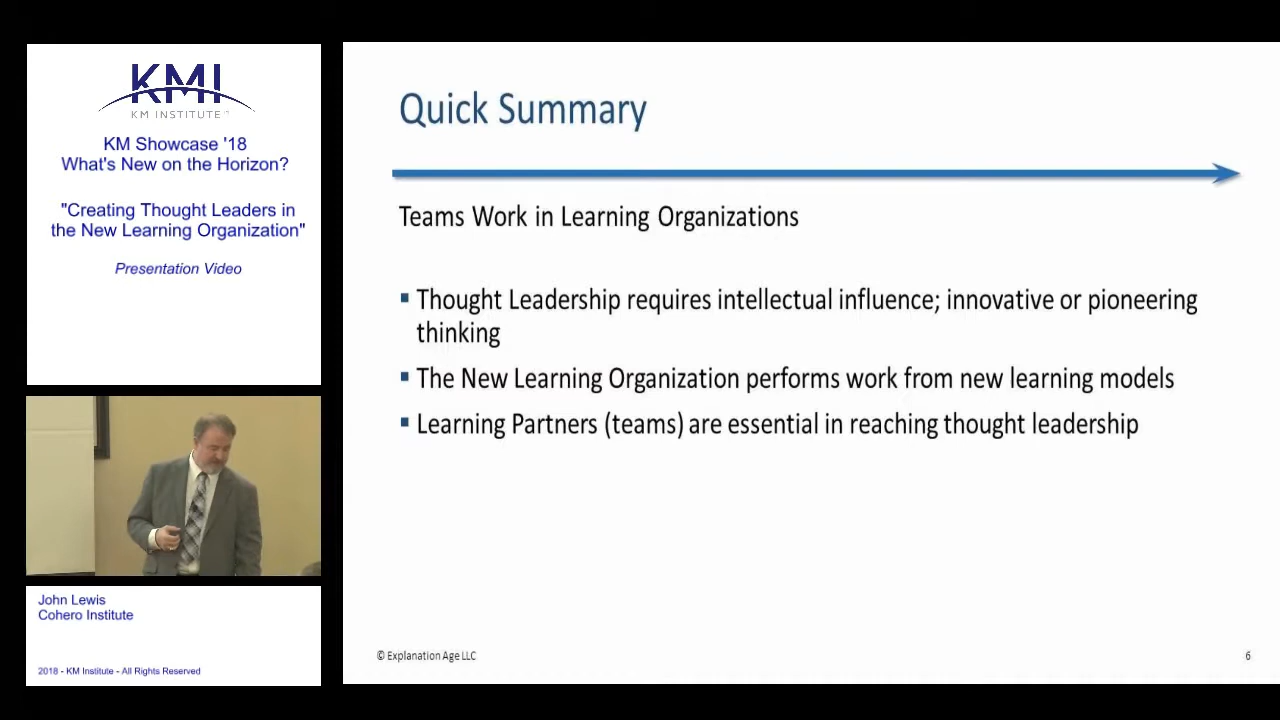 KMI
KM INSTITUTE
KM Showcase '18
What's New on the Horizon?
"Creating Thought Leaders in
the New Learning Organization"
Presentation Video
John Lewis
Cohero Institute
2018 - KM Institute - All Rights Reserved
Quick Summary
Teams Work in Learning Organizations
▪ Thought Leadership requires intellectual influence; innovative or pioneering
thinking
▪ The New Learning Organization performs work from new learning models
▪ Learning Partners (teams) are essential in reaching thought leadership
© Explanation Age LLC
6